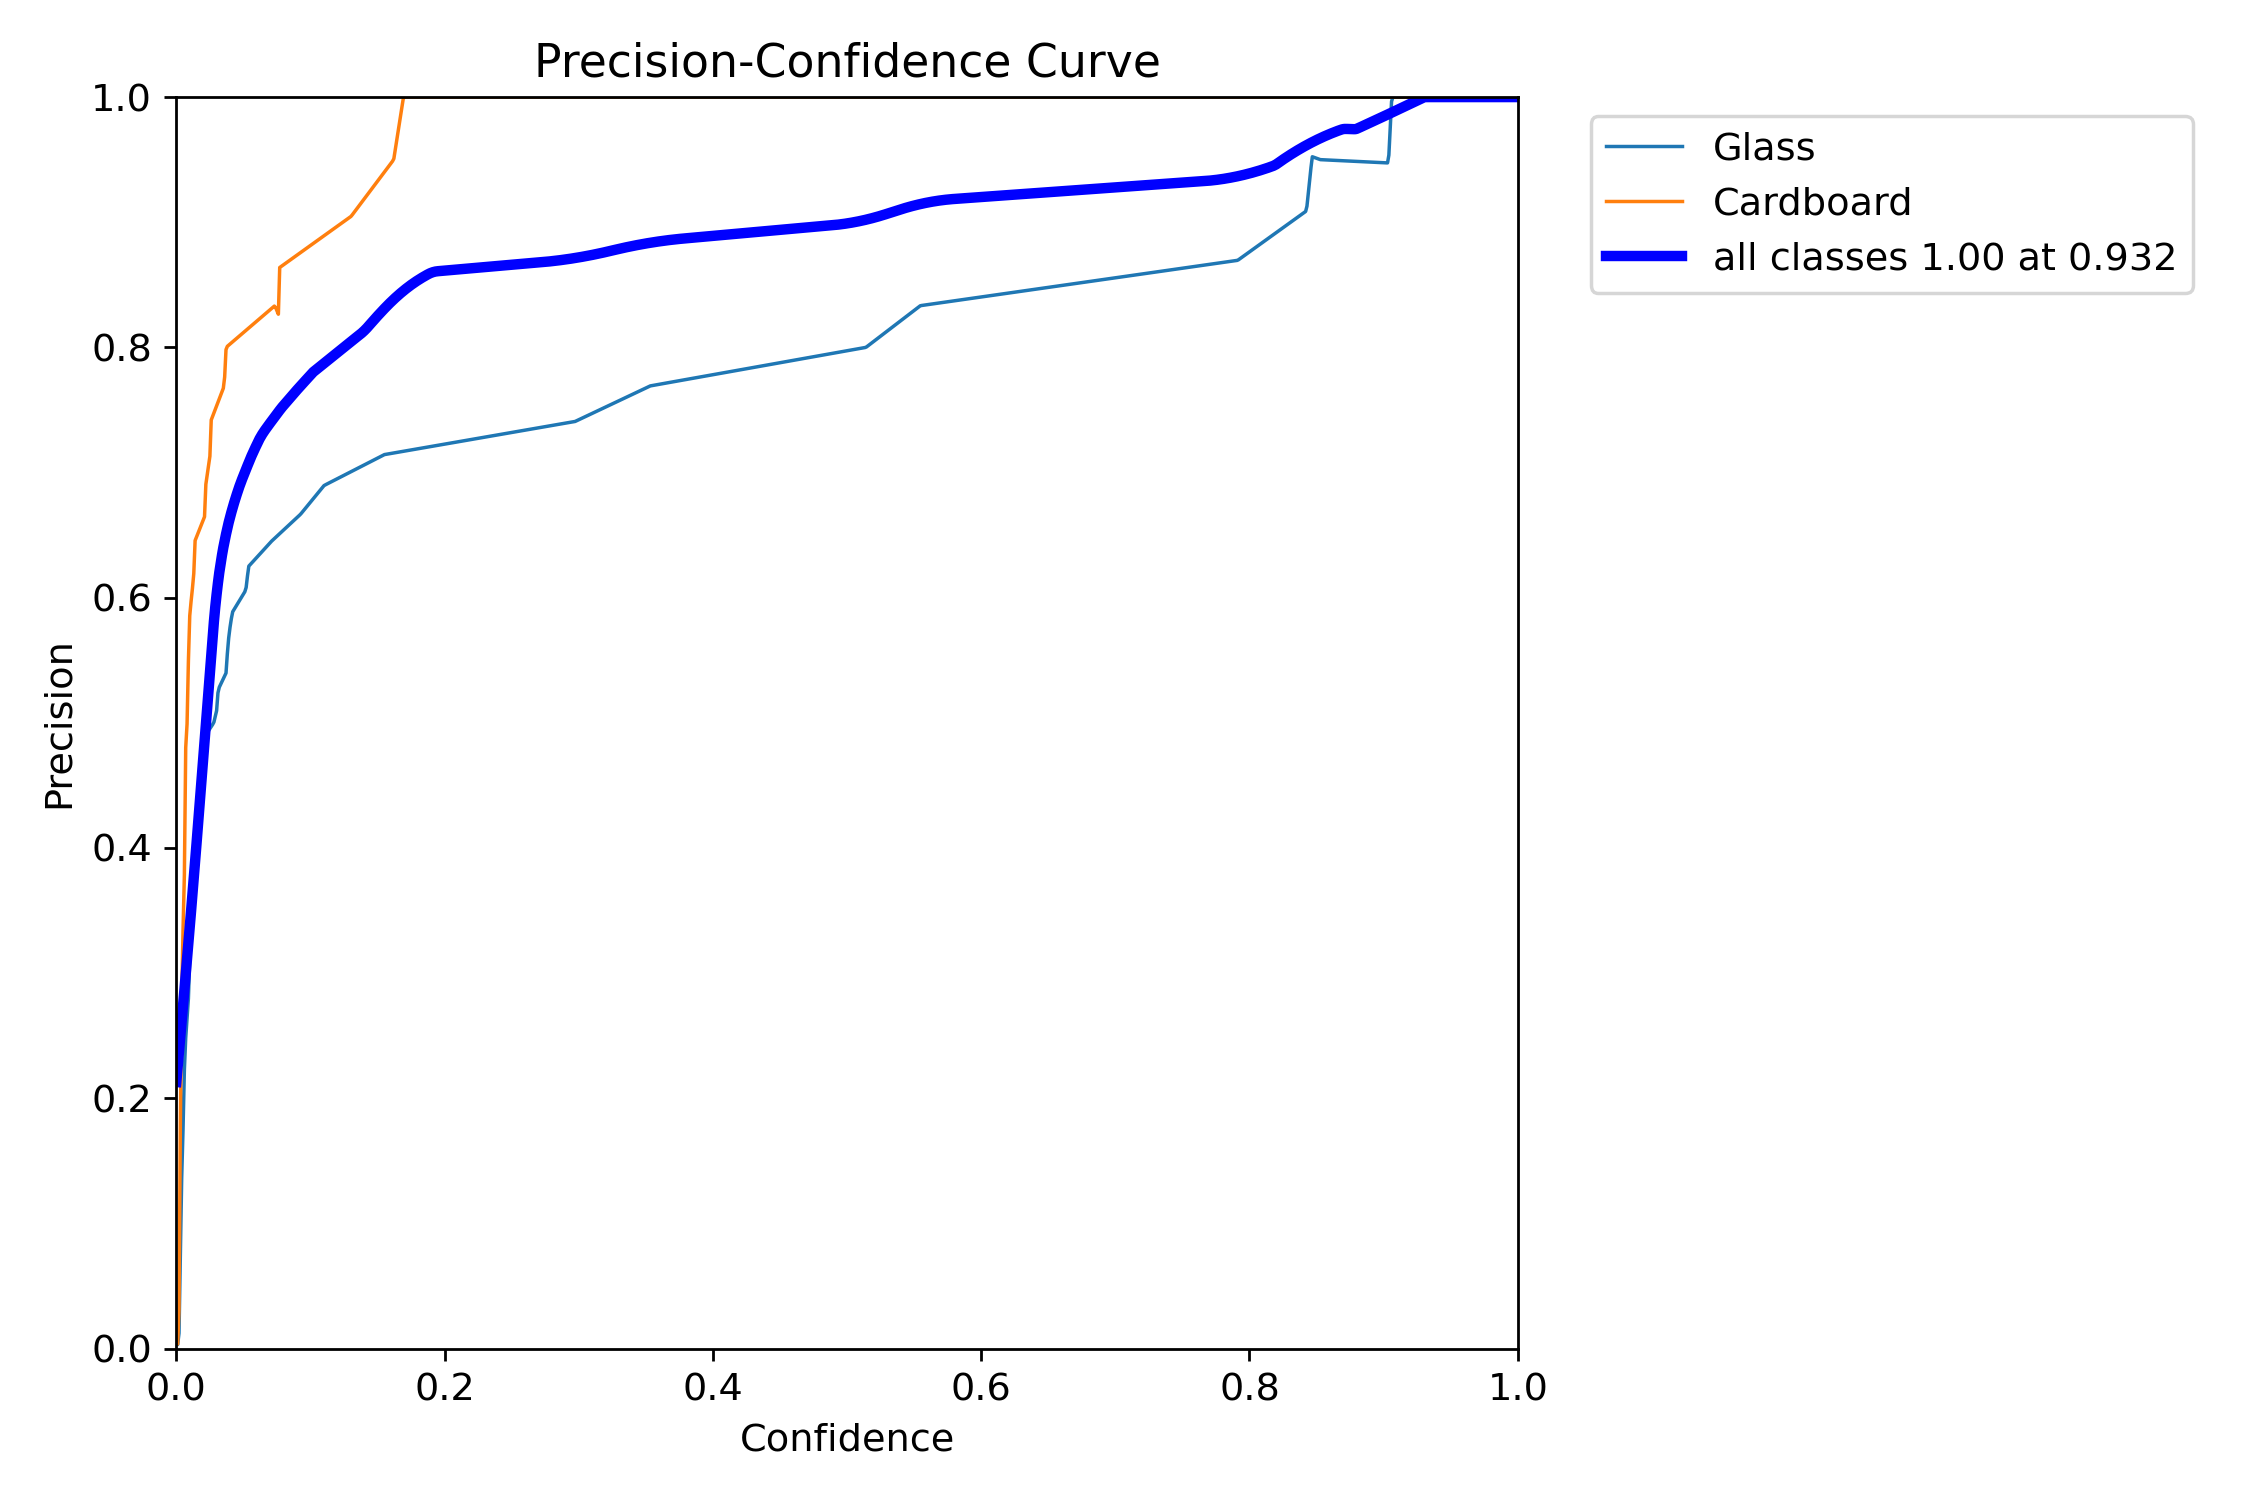 Precision-Confidence Curve
Glass
Cardboard
all classes 1.00 at 0.932
Precision
1.0
0.8
0.6
0.4
0.2
0.0
0.0 0.2 0.4 0.6 0.8 1.0
Confidence